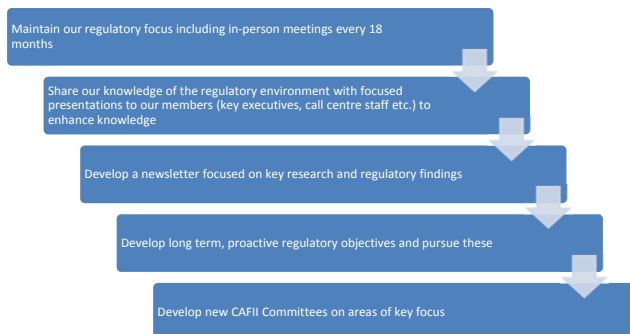 Maintain our regulatory focus including in-person meetings every 18
months
Share our knowledge of the regulatory environment with focused
presentations to our members (key executives, call centre staff etc.) to
enhance knowledge
Develop a newsletter focused on key research and regulatory findings
Develop long term, proactive regulatory objectives and pursue these
Develop new CAFII Committees on areas of key focus